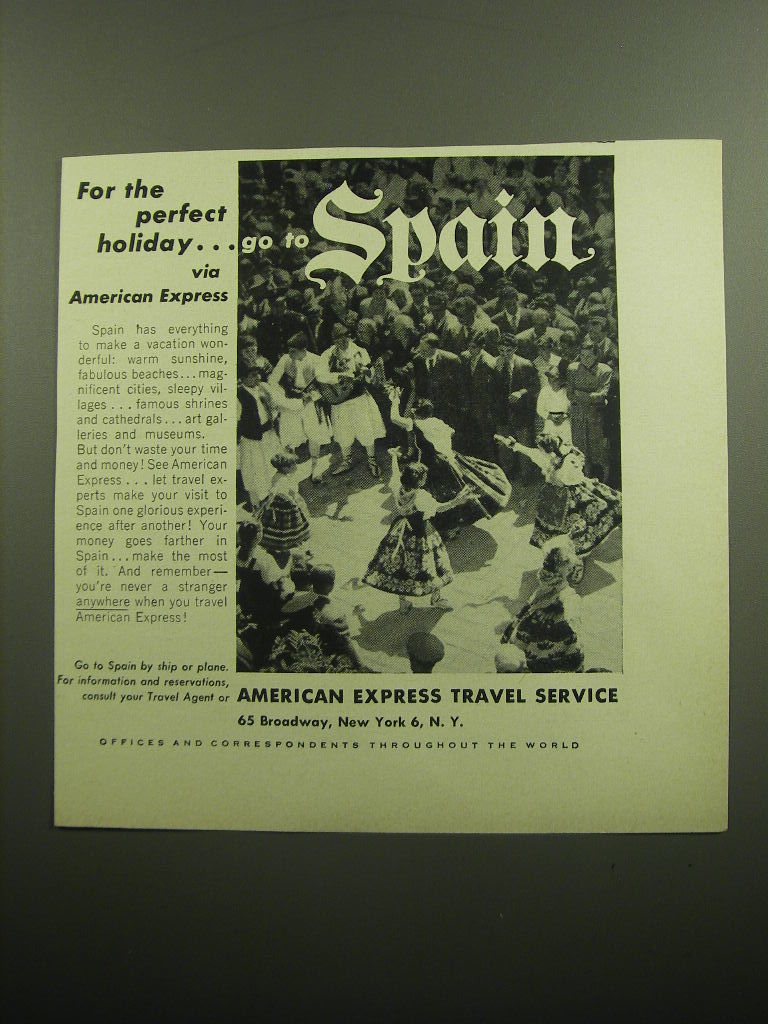 For the
perfect
holiday...go to Spain
via
American Express
Spain has everything
to make a vacation won-
derful: warm sunshine,
fabulous beaches...mag-
nificent cities, sleepy vil-
lages . . . famous shrines
and cathedrals . . . art gal-
leries and museums.
But don't waste your time
and money! See American
Express . . . let travel ex-
perts make your visit to
Spain one glorious experi-
ence after another! Your
money goes farther in
Spain...make the most
of it. And remember—
you're never a stranger
anywhere when you travel
American Express!
Go to Spain by ship or plane.
For information and reservations,
consult your Travel Agent or AMERICAN EXPRESS TRAVEL SERVICE
65 Broadway, New York 6, N. Y.
OFFICES AND CORRESPONDENTS THROUGHOUT THE WORLD